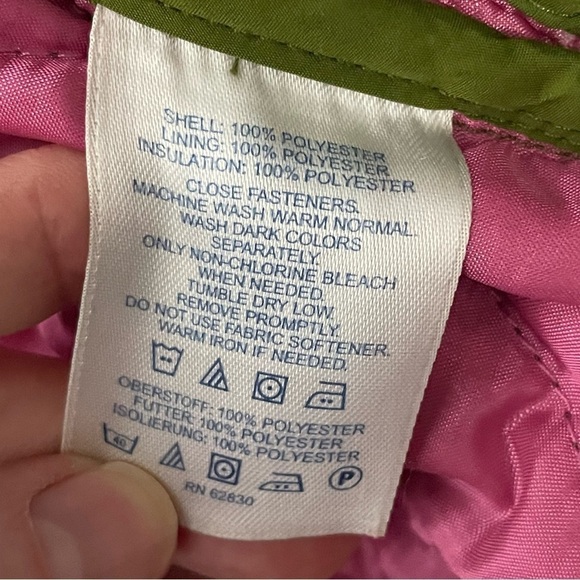 SHELL: 100% POLYESTER
LINING: 100% POLYESTER
INSULATION: 100% POLYESTER
CLOSE FASTENERS.
MACHINE WASH WARM NORMAL.
WASH DARK COLORS
SEPARATELY.
ONLY NON-CHLORINE BLEACH
WHEN NEEDED.
TUMBLE DRY LOW.
REMOVE PROMPTLY.
DO NOT USE FABRIC SOFTENER.
WARM IRON IF NEEDED.
OBERSTOFF: 100% POLYESTER
FUTTER: 100% POLYESTER
ISOLIERUNG: 100% POLYESTER
40 P
RN 62830